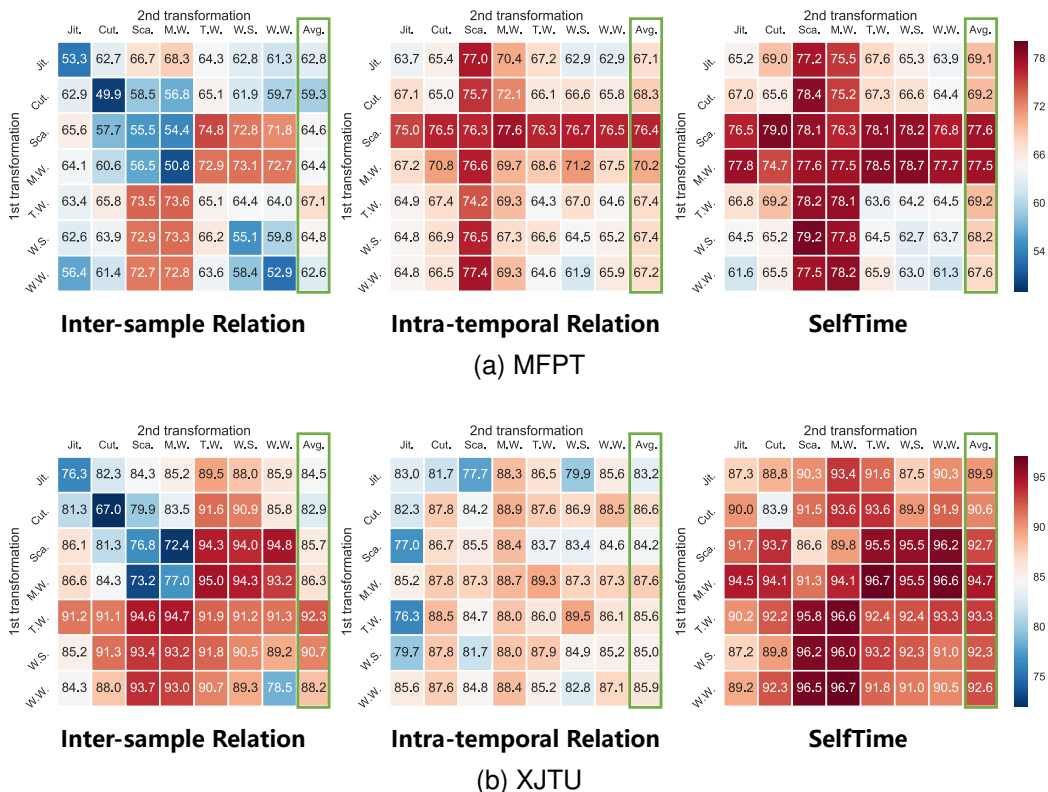 2nd transformation 2nd transformation 2nd transformation
Jit. Cut. Sca. M.W. T.W. W.S. W.W. Avg. Jit. Cut. Sca. M.W. T.W. W.S. W.W. Avg. Jit. Cut. Sca. M.W. T.W. W.S. W.W. Avg.
1st transformation 1st transformation 1st transformation
Jit. 53.3 62.7 66.7 68.3 64.3 62.8 61.3 62.8 Jit. 63.7 65.4 77.0 70.4 67.2 62.9 62.9 67.1 Jit. 65.2 69.0 77.2 75.5 67.6 65.3 63.9 69.1
Cut. 62.9 49.9 58.5 56.8 65.1 61.9 59.7 59.3 Cut. 67.1 65.0 75.7 72.1 66.1 66.6 65.8 68.3 Cut. 67.0 65.6 78.4 75.2 67.3 66.6 64.4 69.2
Sca. 65.6 57.7 55.5 54.4 74.8 72.8 71.8 64.6 Sca. 75.0 76.5 76.3 77.6 76.3 76.7 76.5 76.4 Sca. 76.5 79.0 78.1 76.3 78.1 78.2 76.8 77.6
M.W. 64.1 60.6 56.5 50.8 72.9 73.1 72.7 64.4 M.W. 67.2 70.8 76.6 69.7 68.6 71.2 67.5 70.2 M.W. 77.8 74.7 77.6 77.5 78.5 78.7 77.7 77.5
T.W. 63.4 65.8 73.5 73.6 65.1 64.4 64.0 67.1 T.W. 64.9 67.4 74.2 69.3 64.3 67.0 64.6 67.4 T.W. 66.8 69.2 78.2 78.1 63.6 64.2 64.5 69.2
W.S. 62.6 63.9 72.9 73.3 66.2 55.1 59.8 64.8 W.S. 64.8 66.9 76.5 67.3 66.6 64.5 65.2 67.4 W.S. 64.5 65.2 79.2 77.8 64.5 62.7 63.7 68.2
W.W. 56.4 61.4 72.7 72.8 63.6 58.4 52.9 62.6 W.W. 64.8 66.5 77.4 69.3 64.6 61.9 65.9 67.2 W.W. 61.6 65.5 77.5 78.2 65.9 63.0 61.3 67.6
78
72
66
60
54
Inter-sample Relation Intra-temporal Relation SelfTime
(a) MFPT
2nd transformation 2nd transformation 2nd transformation
Jit. Cut. Sca. M.W. T.W. W.S. W.W. Avg. Jit. Cut. Sca. M.W. T.W. W.S. W.W. Avg. Jit. Cut. Sca. M.W. T.W. W.S. W.W. Avg.
1st transformation 1st transformation 1st transformation
Jit. 76.3 82.3 84.3 85.2 89.5 88.0 85.9 84.5 Jit. 83.0 81.7 77.7 88.3 86.5 79.9 85.6 83.2 Jit. 87.3 88.8 90.3 93.4 91.6 87.5 90.3 89.9
Cut. 81.3 67.0 79.9 83.5 91.6 90.9 85.8 82.9 Cut. 82.3 87.8 84.2 88.9 87.8 86.9 88.5 86.6 Cut. 90.0 83.9 91.5 93.6 93.6 89.9 91.9 90.6
Sca. 86.1 81.3 76.8 72.4 94.3 94.0 94.8 85.7 Sca. 77.0 86.7 85.5 88.4 83.7 83.4 84.6 84.2 Sca. 91.7 93.7 86.6 89.8 95.5 95.5 96.2 92.7
M.W. 86.6 84.3 73.2 77.0 95.0 94.3 93.2 86.3 M.W. 85.2 87.8 87.3 88.7 89.3 87.3 87.3 87.6 M.W. 94.5 94.1 91.3 94.1 96.7 95.5 96.6 94.7
T.W. 91.2 91.1 94.6 94.7 91.9 91.2 91.3 92.3 T.W. 76.3 88.5 84.7 88.0 86.0 89.5 86.1 85.6 T.W. 90.2 92.2 95.8 96.6 92.4 92.4 93.3 93.3
W.S. 85.2 91.3 93.4 93.2 91.8 90.5 89.2 90.7 W.S. 79.7 87.8 81.7 88.0 87.9 84.9 85.2 85.0 W.S. 87.2 89.8 96.2 96.0 93.2 92.3 91.0 92.3
W.W. 84.3 88.0 93.7 93.0 90.7 89.3 78.5 88.2 W.W. 85.6 87.6 84.8 88.4 85.2 82.8 87.1 85.9 W.W. 89.2 92.3 96.5 96.7 91.8 91.0 90.5 92.6
95
90
85
80
75
Inter-sample Relation Intra-temporal Relation SelfTime
(b) XJTU